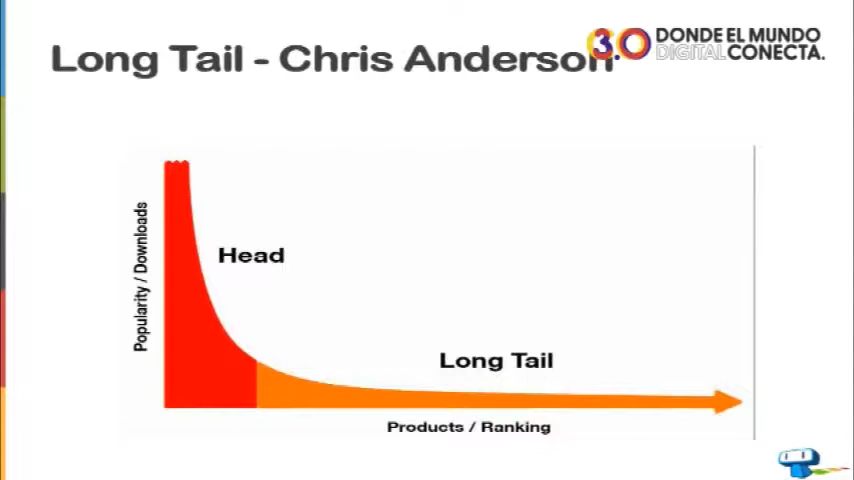 Long Tail - Chris Anderson
3.0 DONDE EL MUNDO
DIGITAL CONECTA.
Popularity / Downloads
Head
Long Tail
Products / Ranking